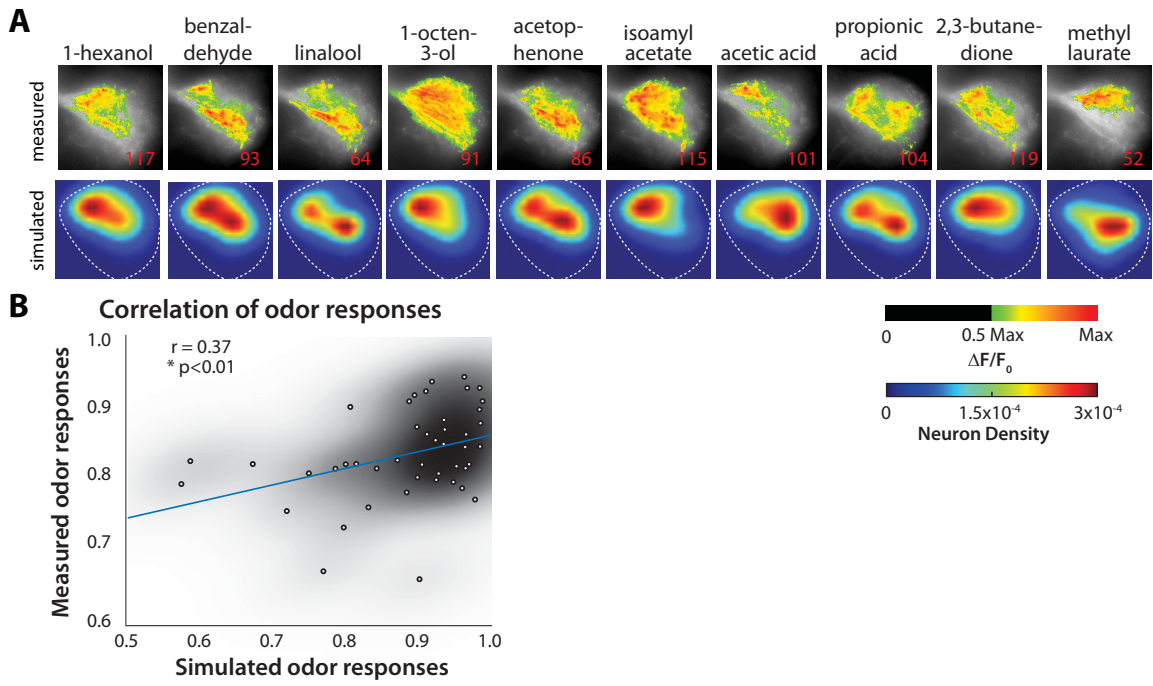 A
1-hexanol
benzal-
dehyde
linalool
1-octen-
3-ol
acetop-
henone
isoamyl
acetate
acetic acid
propionic
acid
2,3-butane-
dione
methyl
laurate
measured
117
93
64
91
86
115
101
104
119
52
simulated
B
Correlation of odor responses
r = 0.37
* p<0.01
Measured odor responses
1.0
0.9
0.8
0.7
0.6
0.5
0.6
0.7
0.8
0.9
1.0
Simulated odor responses
0
0.5 Max
Max
ΔF/F₀
0
1.5x10⁻⁴
3x10⁻⁴
Neuron Density